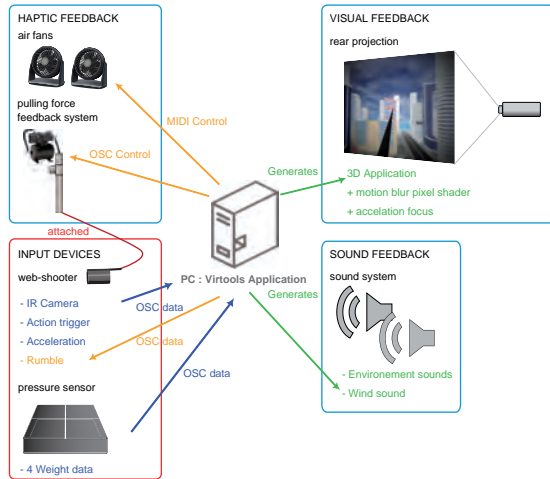 HAPTIC FEEDBACK
air fans
pulling force
feedback system
MIDI Control
OSC Control
attached
VISUAL FEEDBACK
rear projection
Generates
3D Application
+ motion blur pixel shader
+ accelation focus
PC : Virtools Application
INPUT DEVICES
web-shooter
- IR Camera
- Action trigger
- Acceleration
- Rumble
OSC data
OSC data
OSC data
pressure sensor
- 4 Weight data
Generates
SOUND FEEDBACK
sound system
- Environement sounds
- Wind sound